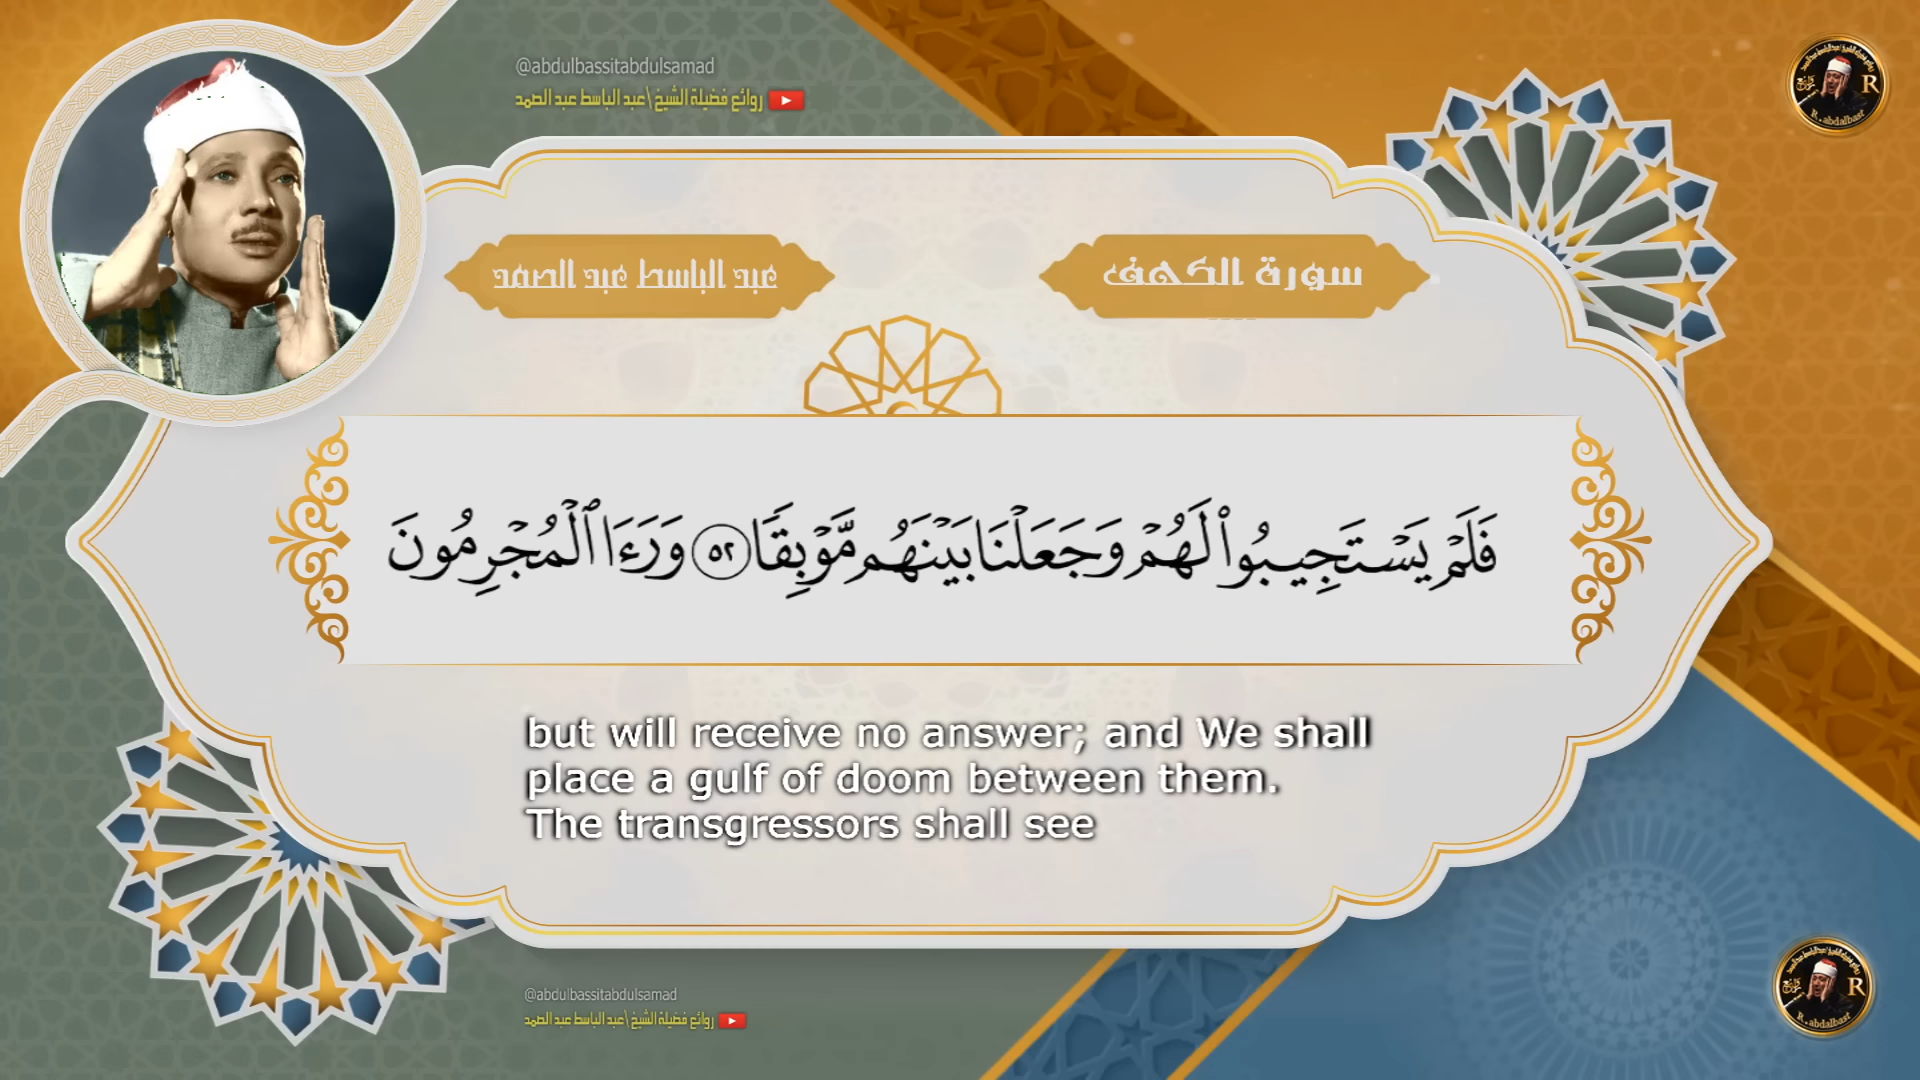 @abdulbassitabdulsamad
روائع فضيلة الشيخ\عبد الباسط عبد الصمد
سورة الكهف
عبد الباسط عبد الصمد
فَلَمْ يَسْتَجِيبُواْ لَهُمْ وَجَعَلْنَا بَيْنَهُم مَّوْبِقًا ٥٢ وَرَءَا ٱلْمُجْرِمُونَ
but will receive no answer; and We shall
place a gulf of doom between them.
The transgressors shall see
@abdulbassitabdulsamad
روائع فضيلة الشيخ\عبد الباسط عبد الصمد
R
R.abdalbast
R
R.abdalbast